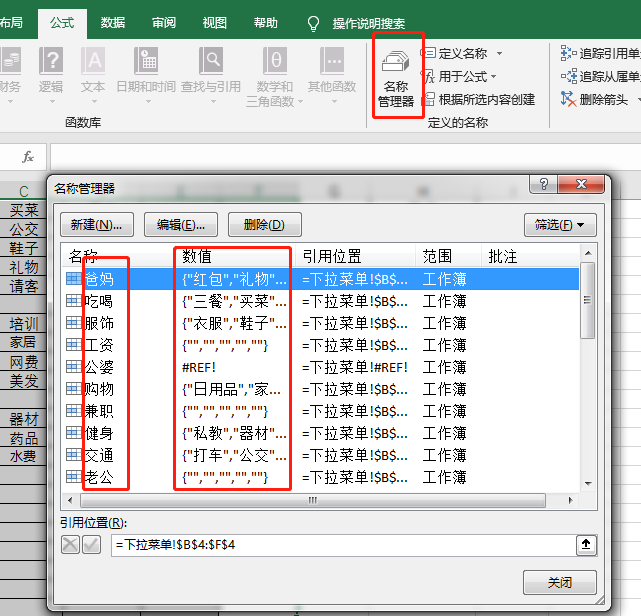 布局 公式 数据 审阅 视图 帮助 操作说明搜索
财务 逻辑 文本 日期和时间 查找与引用 数学和三角函数 其他函数
函数库
名称管理器
定义名称
用于公式
根据所选内容创建
定义的名称
追踪引用单
追踪从属单
删除箭头
fx
C
买菜
公交
鞋子
礼物
请客
培训
家居
网费
美发
器材
药品
水费
名称管理器
新建(N)... 编辑(E)... 删除(D) 筛选(F)
名称 数值 引用位置 范围 批注
爸妈 {"红包","礼物"... =下拉菜单!$B$... 工作簿
吃喝 {"三餐","买菜"... =下拉菜单!$B$... 工作簿
服饰 {"衣服","鞋子"... =下拉菜单!$B$... 工作簿
工资 {"","","","",""} =下拉菜单!$B$... 工作簿
公婆 #REF! =下拉菜单!#REF! 工作簿
购物 {"日用品","家... =下拉菜单!$B$... 工作簿
兼职 {"","","","",""} =下拉菜单!$B$... 工作簿
健身 {"私教","器材"... =下拉菜单!$B$... 工作簿
交通 {"打车","公交"... =下拉菜单!$B$... 工作簿
老公 {"","","","",""} =下拉菜单!$B$... 工作簿
引用位置(R):
=下拉菜单!$B$4:$F$4
关闭